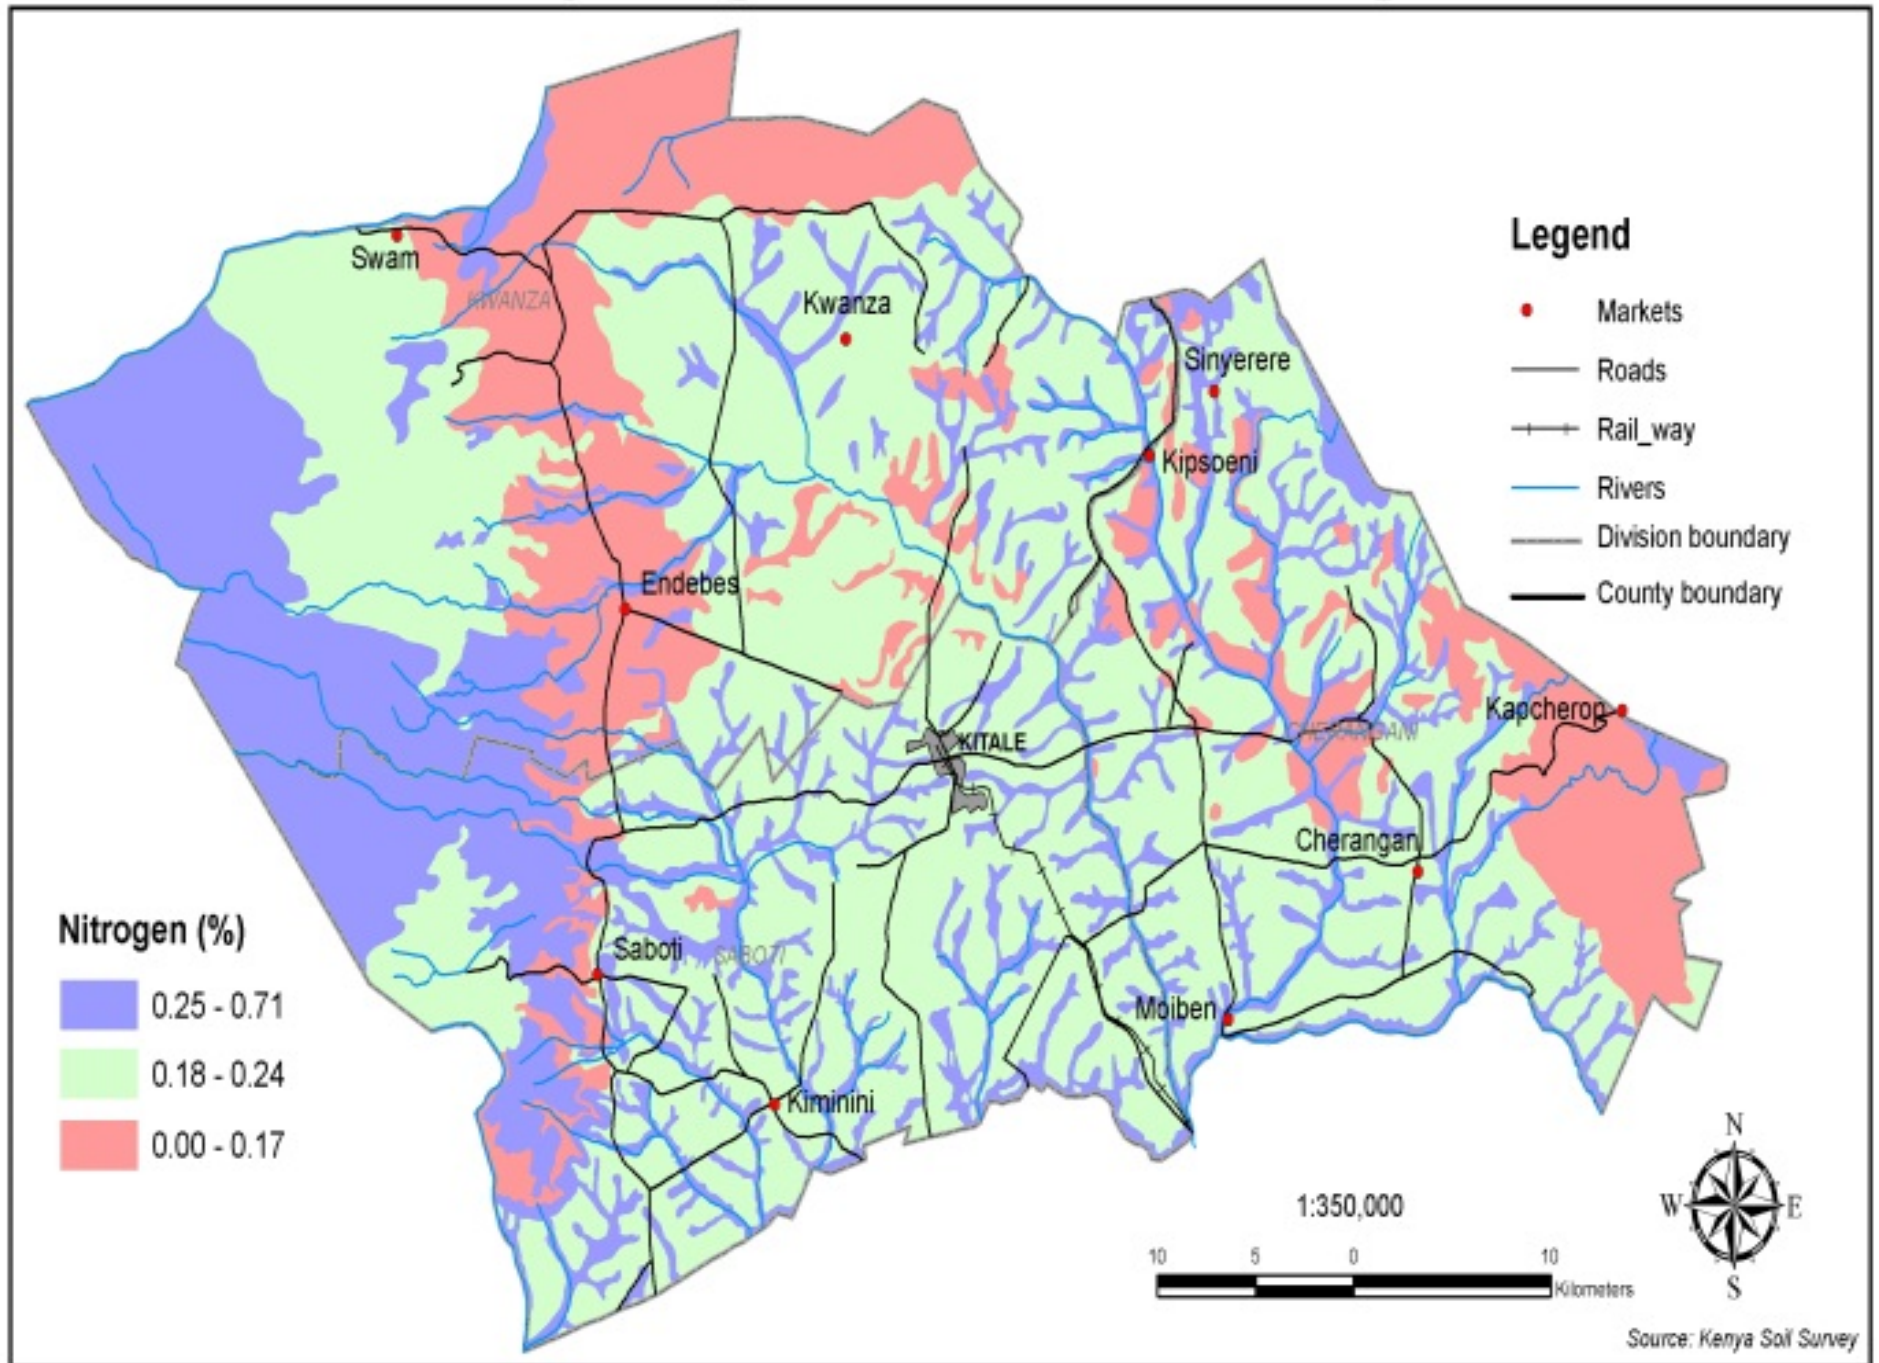 Swam
KWANZA
Kwanza
Sinyerere
Kipsoeni
Endebes
Kapcherop
KITALE
CHERANGANI
Cherangan
Saboti
SABOTI
Moiben
Kiminini
Legend
Markets
Roads
Rail_way
Rivers
Division boundary
County boundary
Nitrogen (%)
0.25 - 0.71
0.18 - 0.24
0.00 - 0.17
1:350,000
10 5 0 10
Kilometers
N
W E
S
Source: Kenya Soil Survey